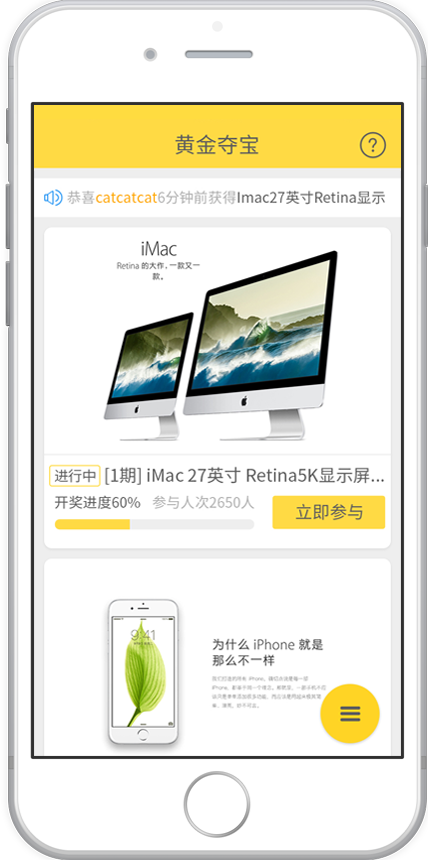 黄金夺宝
?
恭喜catcatcat6分钟前获得Imac27英寸Retina显示
iMac
Retina 的大作，一款又一
款。
进行中 [1期] iMac 27英寸 Retina5K显示屏...
开奖进度60% 参与人次2650人
立即参与
9:41
为什么 iPhone 就是
那么不一样